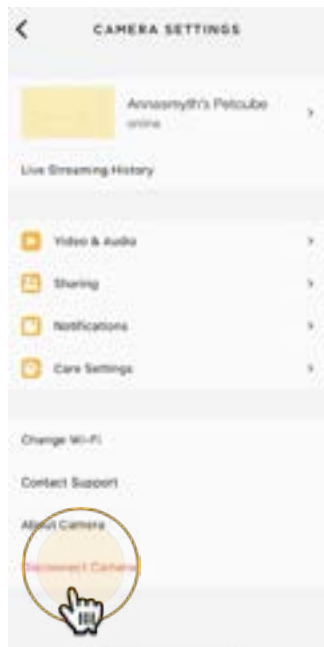 CAMERA SETTINGS
Annasmyth's Petcube
online
Live Streaming History
Video & Audio
Sharing
Notifications
Care Settings
Change Wi-Fi
Contact Support
About Camera
Disconnect Camera